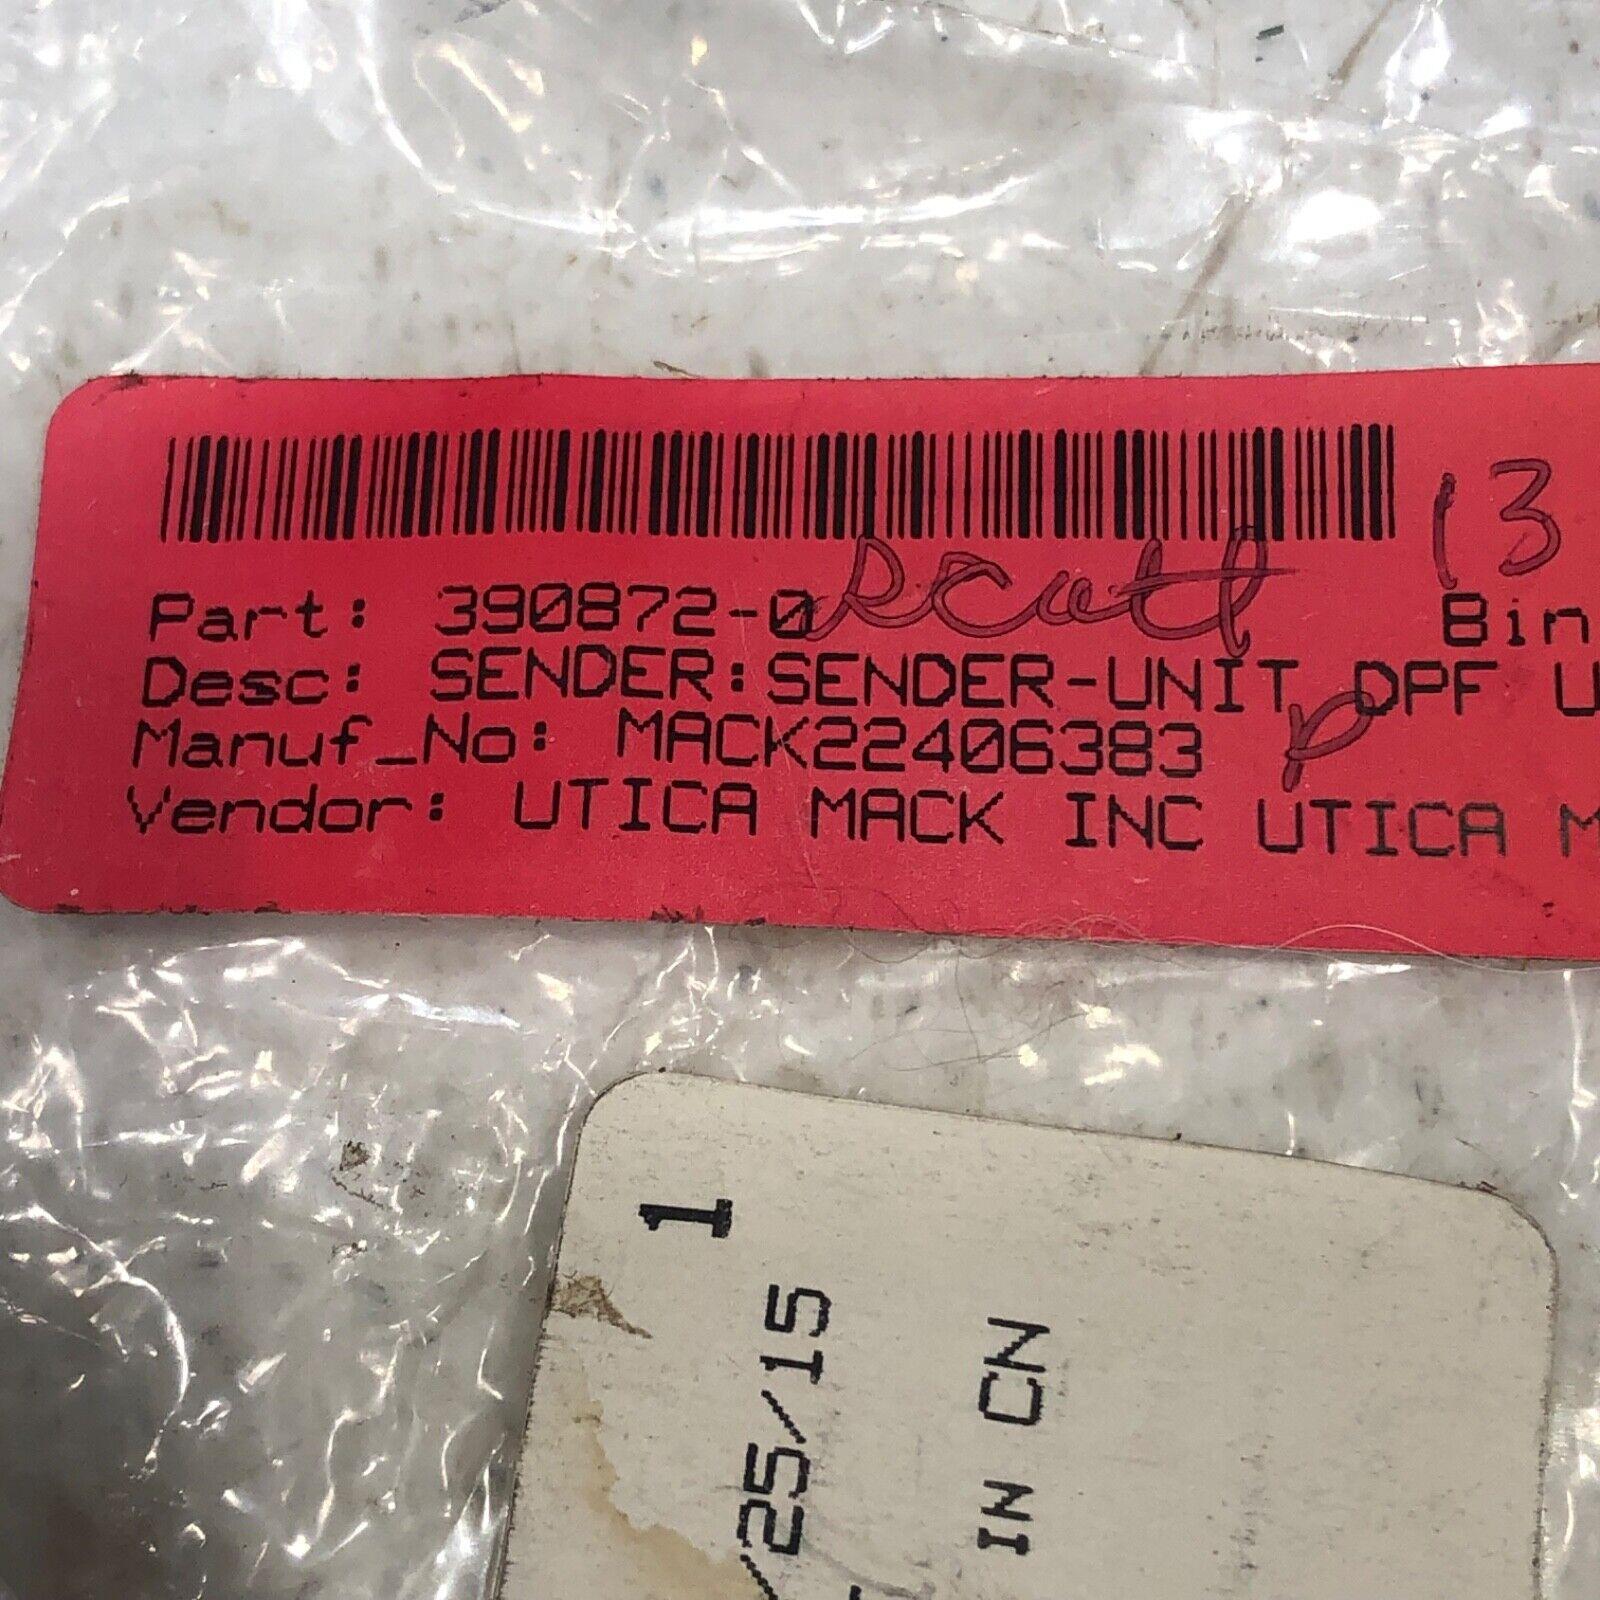 13
Part: 390872-0 Scott Bin
Desc: SENDER:SENDER-UNIT DPF U
Manuf_No: MACK22406383
Vendor: UTICA MACK INC UTICA M
1
/25/15
IN CN